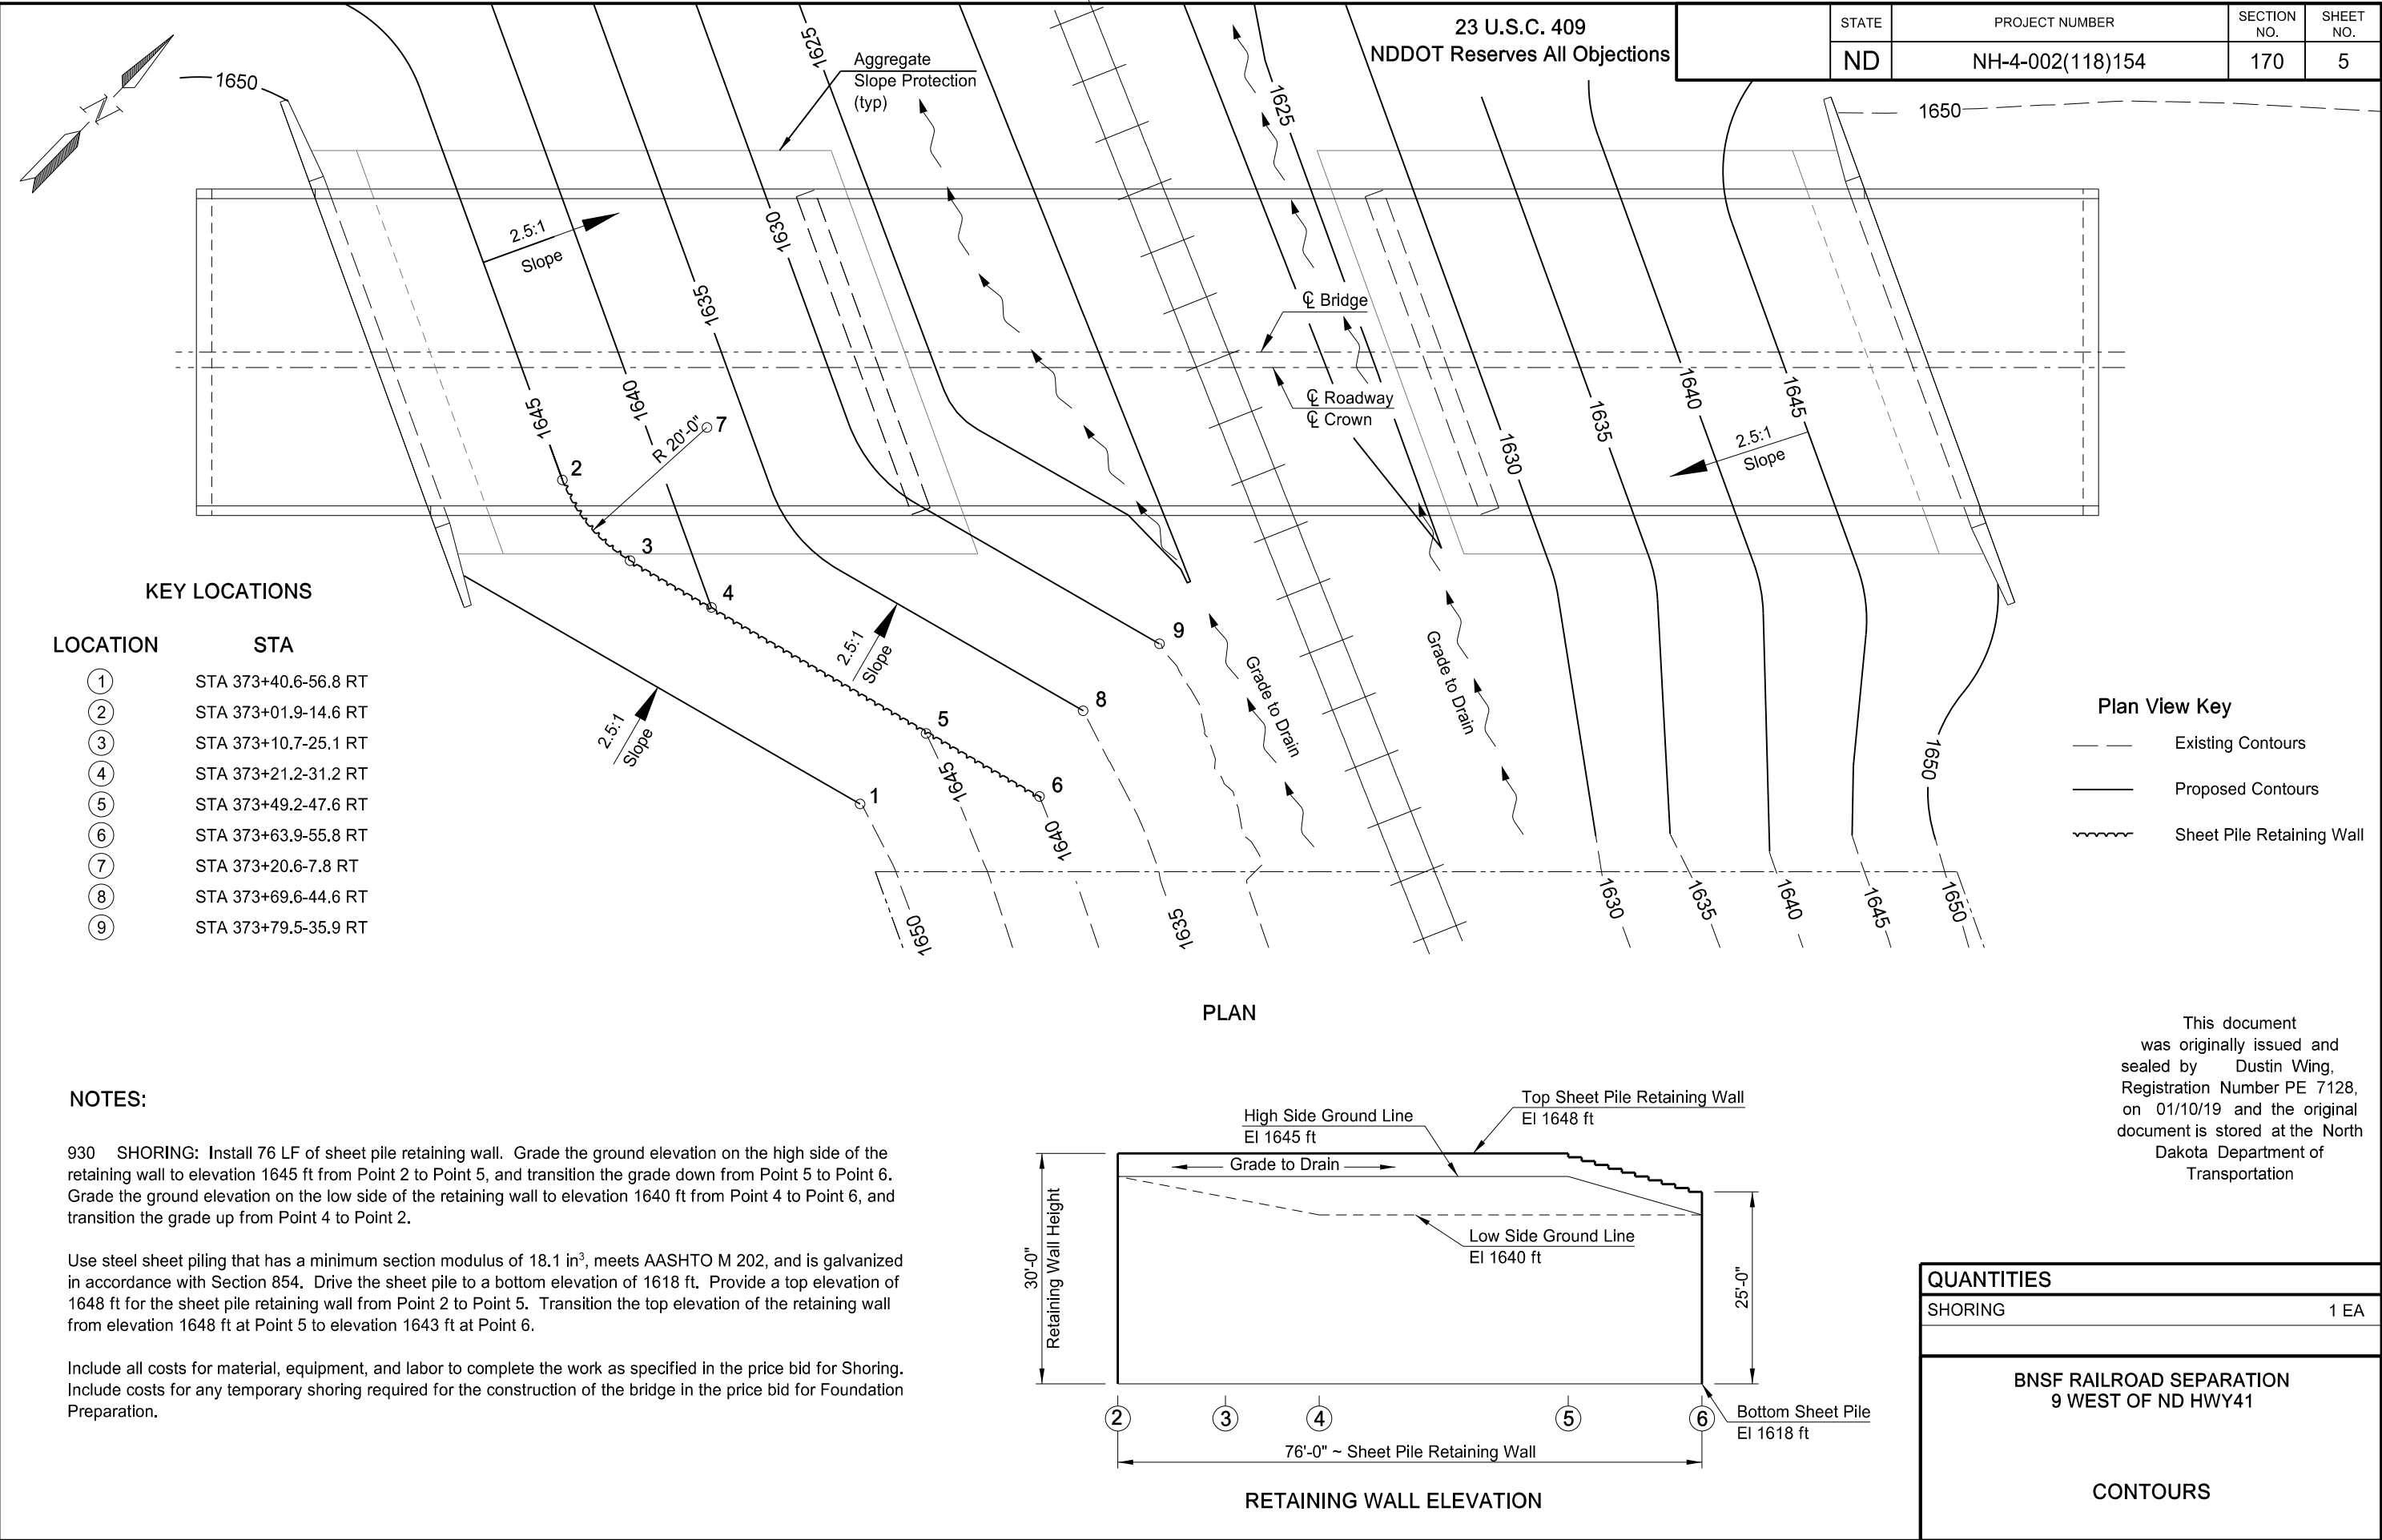 23 U.S.C. 409
NDDOT Reserves All Objections
STATE
PROJECT NUMBER
SECTION NO.
SHEET NO.
ND
NH-4-002(118)154
170
5
N
1650
1625
Aggregate
Slope Protection
(typ)
1625
1650
2.5:1
Slope
1630
1635
1645
1640
R 20'-0"
7
2
3
4
℄ Bridge
℄ Roadway
℄ Crown
1630
1635
1640
1645
2.5:1
Slope
9
8
5
6
1
2.5:1
Slope
2.5:1
Slope
Grade to Drain
Grade to Drain
1645
1640
1650
1635
1650
1630
1635
1640
1645
1650
KEY LOCATIONS
LOCATION STA
1 STA 373+40.6-56.8 RT
2 STA 373+01.9-14.6 RT
3 STA 373+10.7-25.1 RT
4 STA 373+21.2-31.2 RT
5 STA 373+49.2-47.6 RT
6 STA 373+63.9-55.8 RT
7 STA 373+20.6-7.8 RT
8 STA 373+69.6-44.6 RT
9 STA 373+79.5-35.9 RT
Plan View Key
Existing Contours
Proposed Contours
Sheet Pile Retaining Wall
PLAN
This document
was originally issued and
sealed by Dustin Wing,
Registration Number PE 7128,
on 01/10/19 and the original
document is stored at the North
Dakota Department of
Transportation
NOTES:
930 SHORING: Install 76 LF of sheet pile retaining wall. Grade the ground elevation on the high side of the
retaining wall to elevation 1645 ft from Point 2 to Point 5, and transition the grade down from Point 5 to Point 6.
Grade the ground elevation on the low side of the retaining wall to elevation 1640 ft from Point 4 to Point 6, and
transition the grade up from Point 4 to Point 2.
Use steel sheet piling that has a minimum section modulus of 18.1 in³, meets AASHTO M 202, and is galvanized
in accordance with Section 854. Drive the sheet pile to a bottom elevation of 1618 ft. Provide a top elevation of
1648 ft for the sheet pile retaining wall from Point 2 to Point 5. Transition the top elevation of the retaining wall
from elevation 1648 ft at Point 5 to elevation 1643 ft at Point 6.
Include all costs for material, equipment, and labor to complete the work as specified in the price bid for Shoring.
Include costs for any temporary shoring required for the construction of the bridge in the price bid for Foundation
Preparation.
Top Sheet Pile Retaining Wall
El 1648 ft
High Side Ground Line
El 1645 ft
Grade to Drain
Low Side Ground Line
El 1640 ft
30'-0"
Retaining Wall Height
25'-0"
2
3
4
5
6
Bottom Sheet Pile
El 1618 ft
76'-0" ~ Sheet Pile Retaining Wall
RETAINING WALL ELEVATION
QUANTITIES
SHORING 1 EA
BNSF RAILROAD SEPARATION
9 WEST OF ND HWY41
CONTOURS